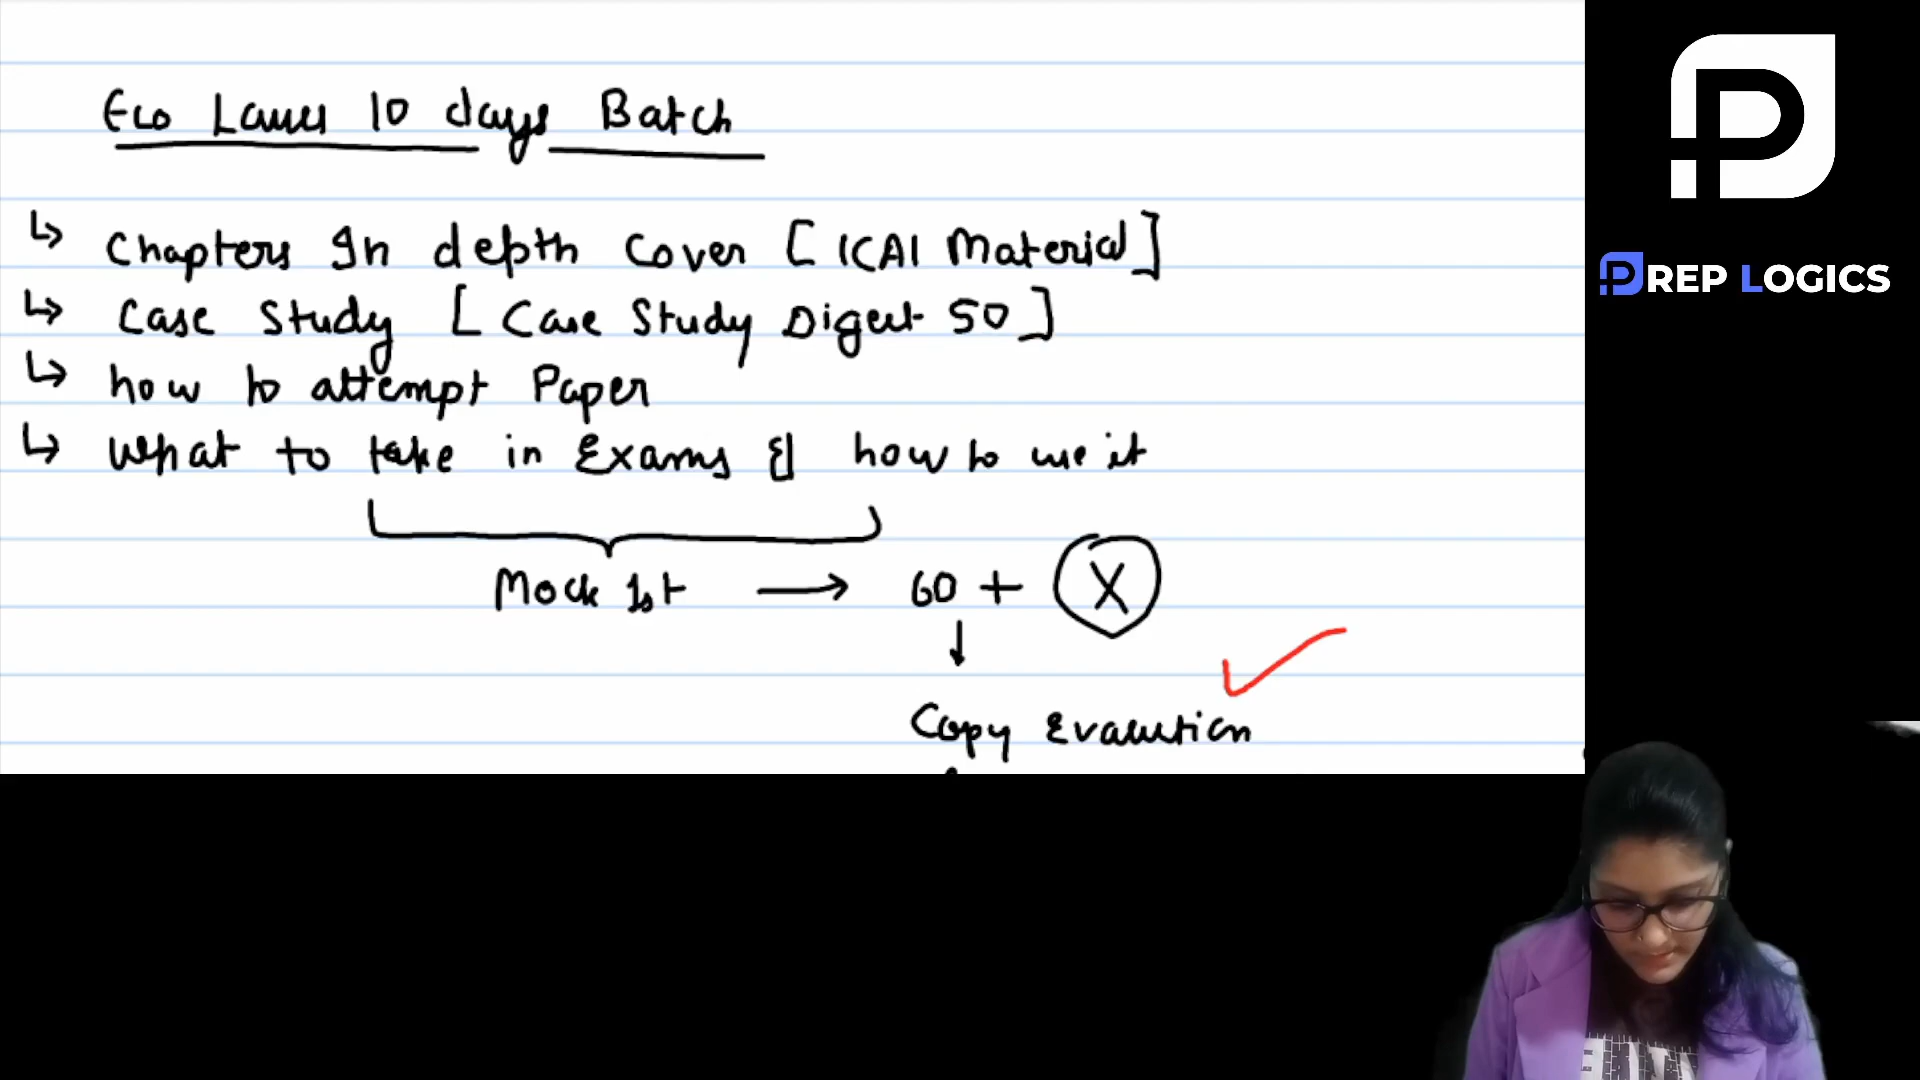 Eco Laws 10 days Batch
↳ Chapters In depth Cover [ICAI Material]
↳ Case Study [Case Study Digest 50]
↳ how to attempt Paper
↳ What to take in Exams & how to use it
Mock 1st → 60 + X
↓
Copy Evalution
PREP LOGICS